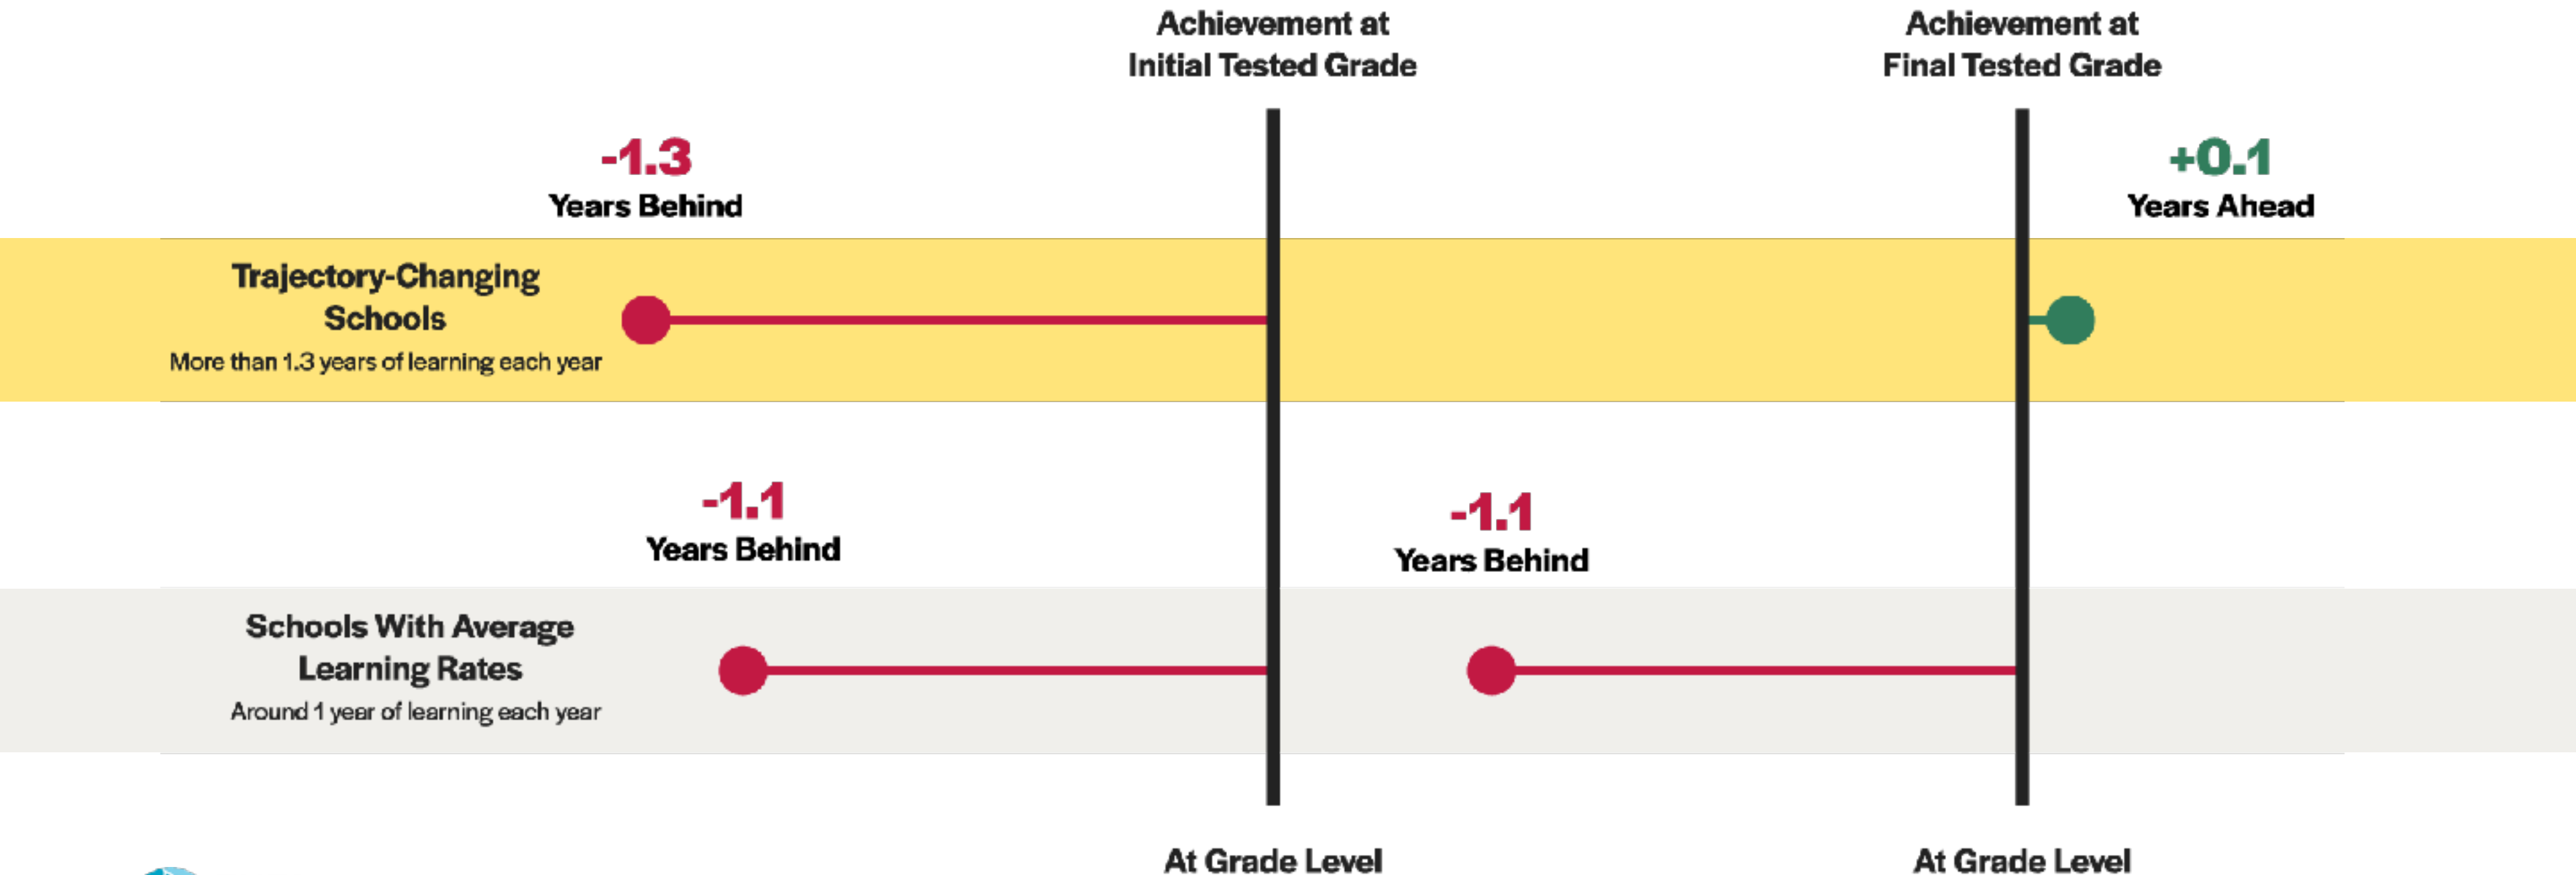 Achievement at
Initial Tested Grade
Achievement at
Final Tested Grade
-1.3
Years Behind
+0.1
Years Ahead
Trajectory-Changing
Schools
More than 1.3 years of learning each year
-1.1
Years Behind
-1.1
Years Behind
Schools With Average
Learning Rates
Around 1 year of learning each year
At Grade Level
At Grade Level